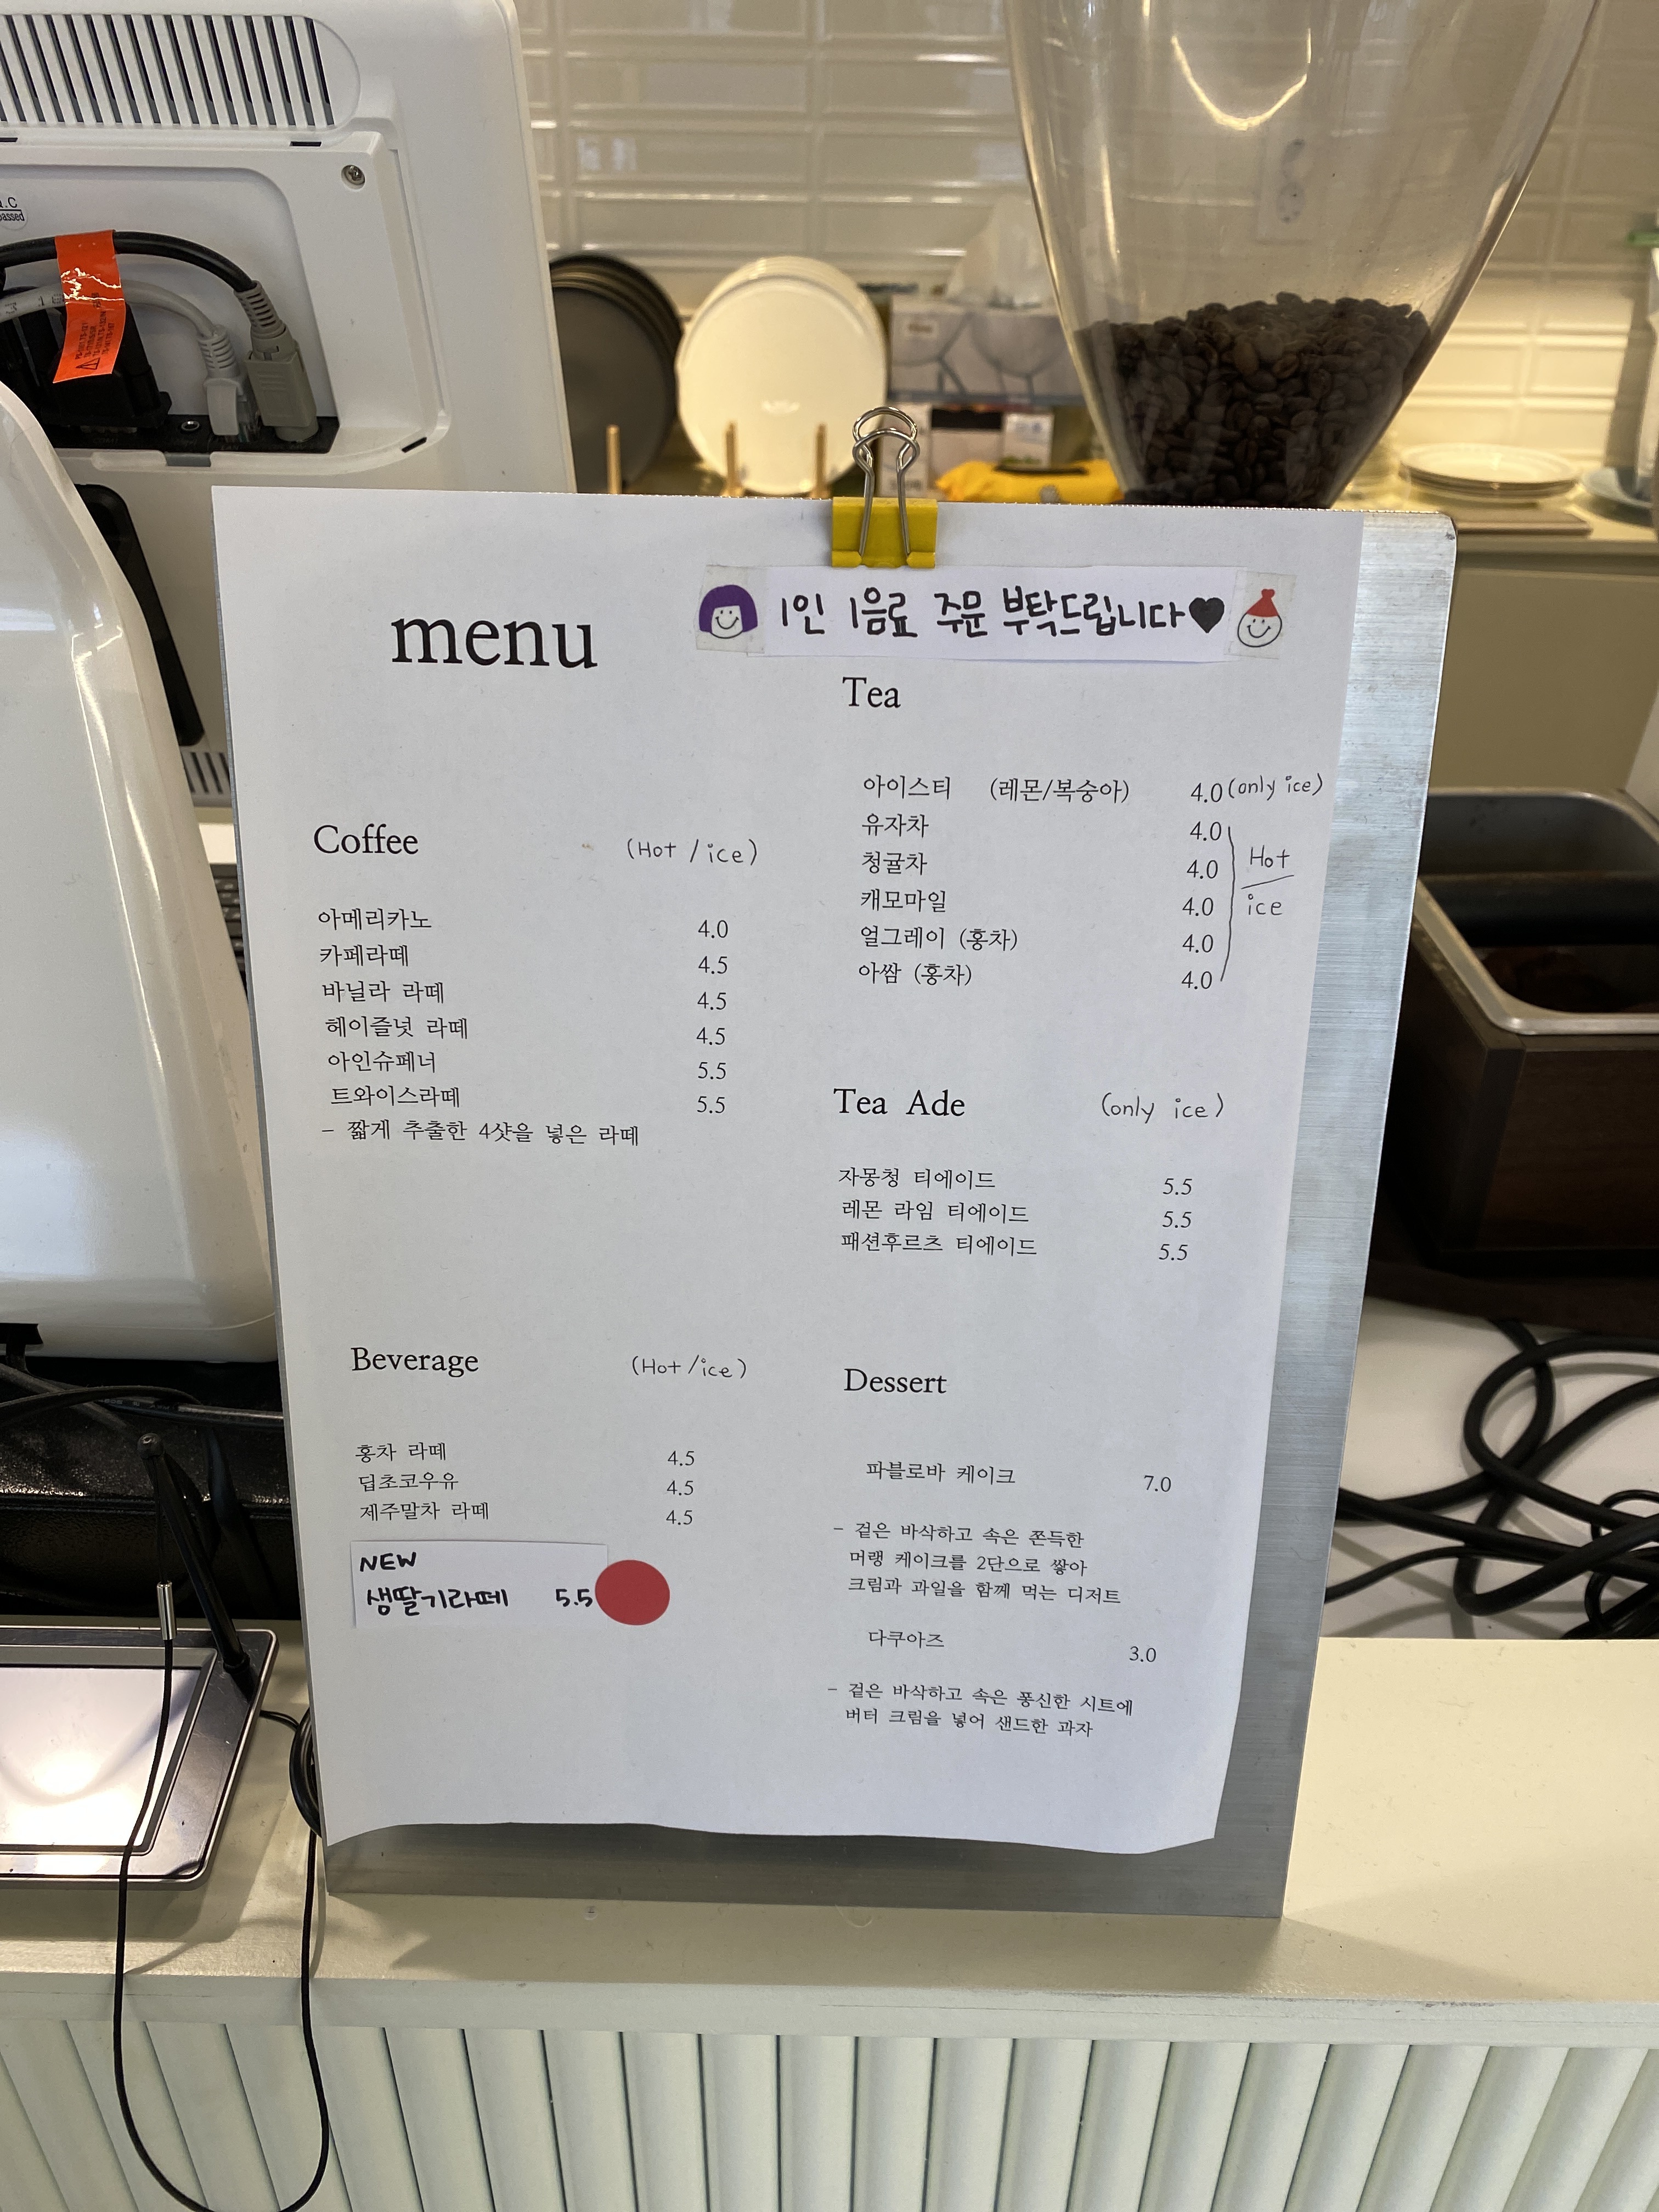 menu
1인 1음료 주문 부탁드립니다♥
Coffee (Hot / ice)
아메리카노 4.0
카페라떼 4.5
바닐라 라떼 4.5
헤이즐넛 라떼 4.5
아인슈페너 5.5
트와이스라떼 5.5
- 짧게 추출한 4샷을 넣은 라떼
Beverage (Hot /ice)
홍차 라떼 4.5
딥초코우유 4.5
제주말차 라떼 4.5
NEW
생딸기라떼 5.5
Tea
아이스티 (레몬/복숭아) 4.0 (only ice)
유자차 4.0
청귤차 4.0
캐모마일 4.0
얼그레이 (홍차) 4.0
아쌈 (홍차) 4.0
Hot
ice
Tea Ade (only ice)
자몽청 티에이드 5.5
레몬 라임 티에이드 5.5
패션후르츠 티에이드 5.5
Dessert
파블로바 케이크 7.0
- 겉은 바삭하고 속은 쫀득한
머랭 케이크를 2단으로 쌓아
크림과 과일을 함께 먹는 디저트
다쿠아즈 3.0
- 겉은 바삭하고 속은 퐁신한 시트에
버터 크림을 넣어 샌드한 과자